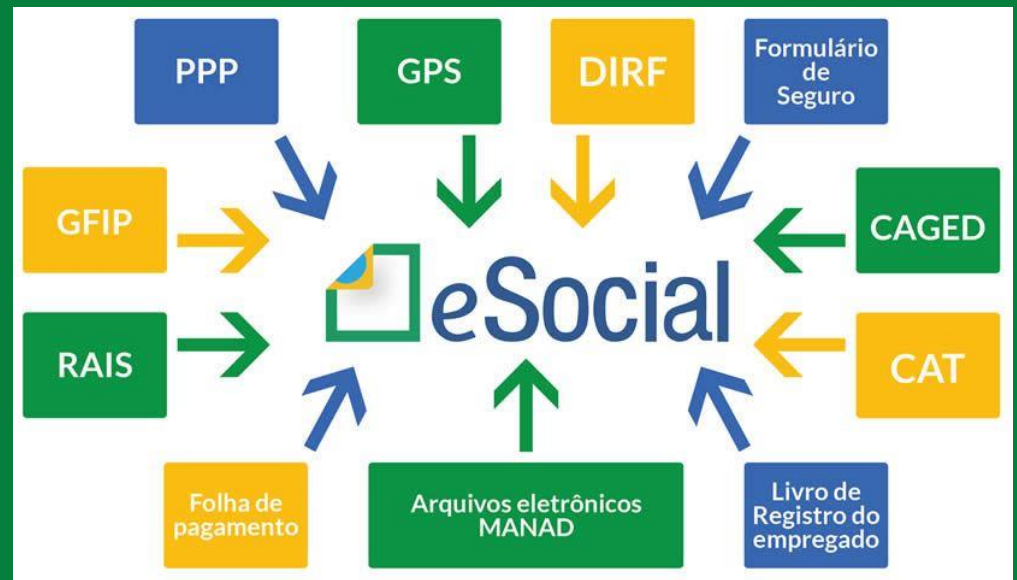 PPP
GPS
DIRF
Formulário
de
Seguro
GFIP
CAGED
eSocial
RAIS
CAT
Folha de
pagamento
Arquivos eletrônicos
MANAD
Livro de
Registro do
empregado